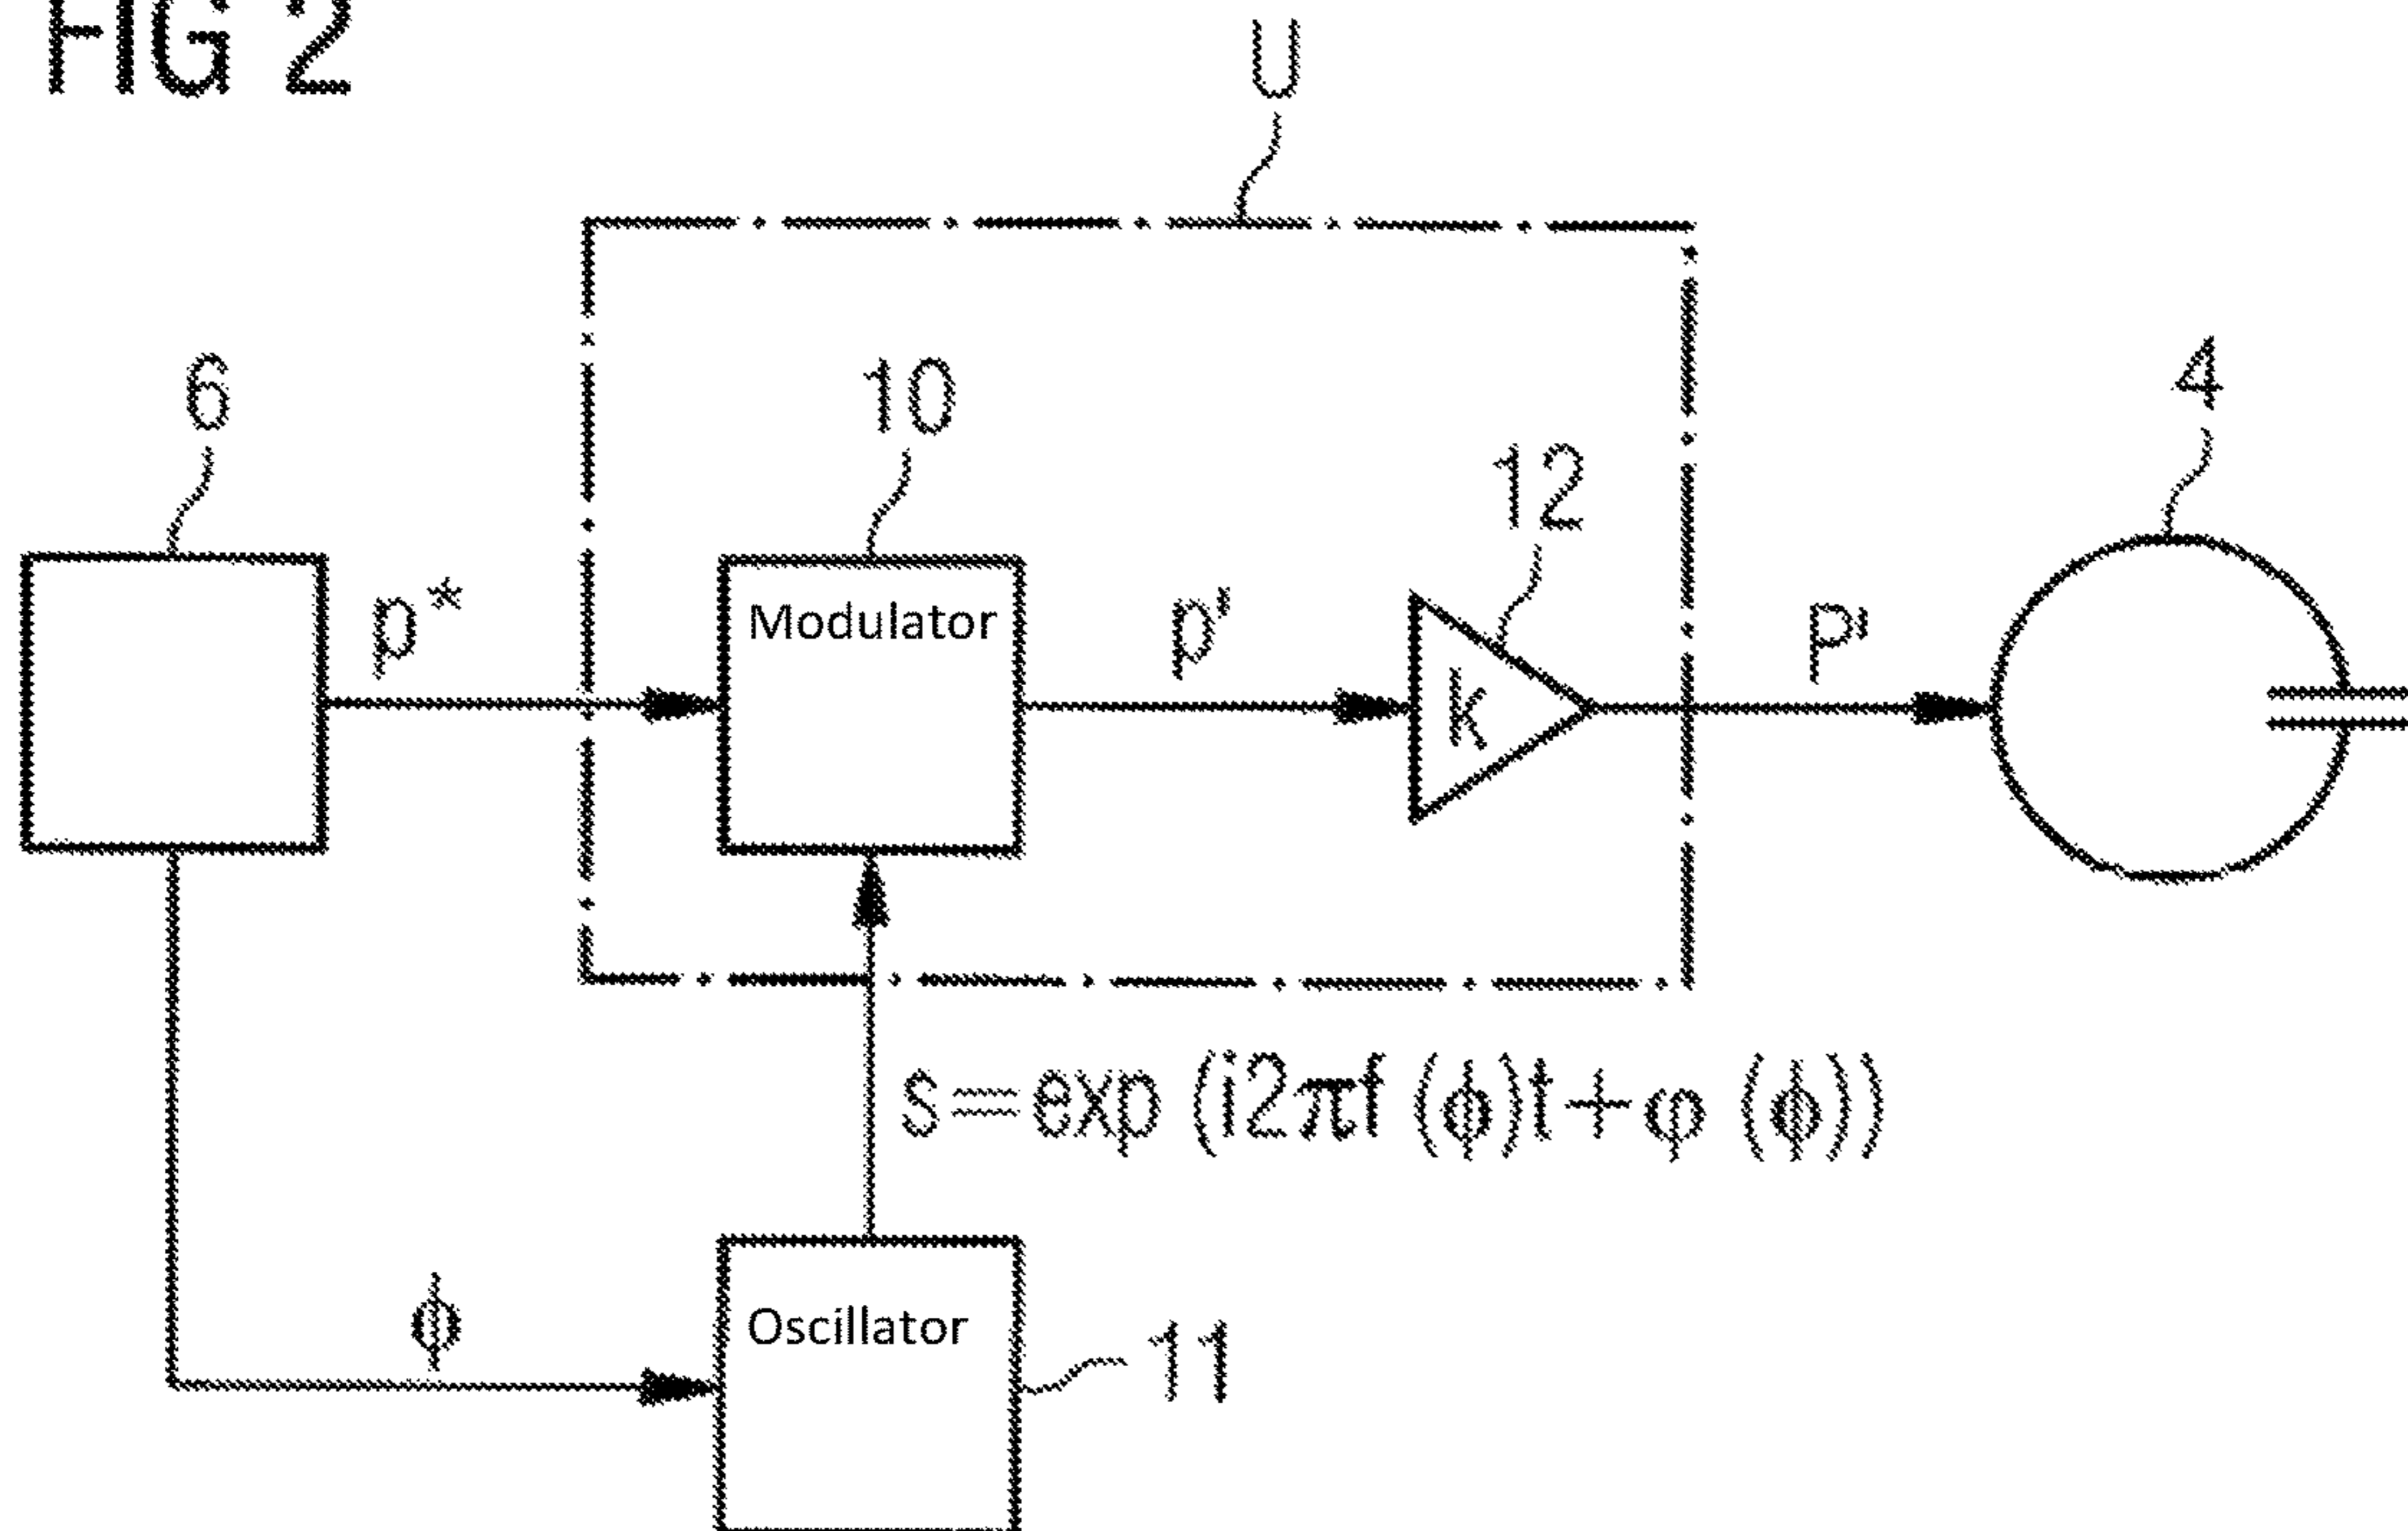 FIG 2
U
6
10
12
4
p*
Modulator
p'
k
P'
s=exp (i2πf (ϕ)t+φ (ϕ))
ϕ
Oscillator
11